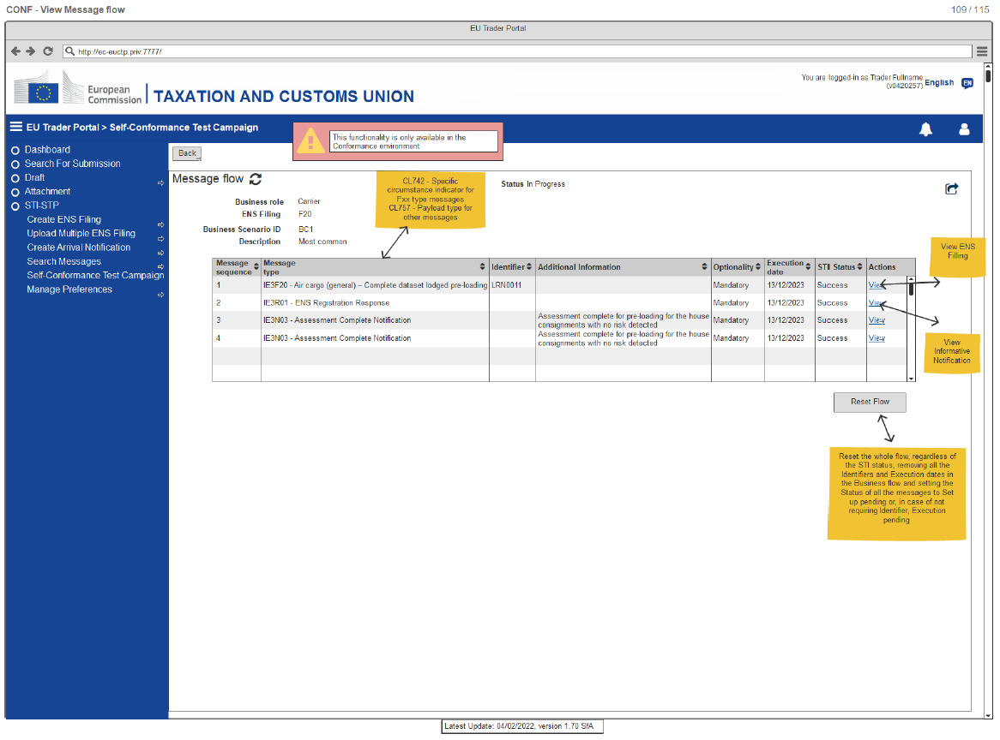 CONF - View Message flow
109 / 115
EU Trader Portal
http://ec-euctp.priv:7777/
European
Commission
TAXATION AND CUSTOMS UNION
You are llogged-in as Trader Fullname
(v0420257)
English
EN
EU Trader Portal > Self-Conformance Test Campaign
This functionality is only available in the
Conformance environment
Dashboard
Search For Submission
Draft
Attachment
STI-STP
Create ENS Filing
Upload Multiple ENS Filing
Create Arrival Notification
Search Messages
Self-Conformance Test Campaign
Manage Preferences
Back
Message flow
CL742 - Specific
circumstance indicator for
Fxx type messages
CL757 - Payload type for
other messages
Status In Progress
Business role Carrier
ENS Filing F20
Business Scenario ID BC1
Description Most common
Message
sequence
Message
type
Identifier
Additional Information
Optionality
Execution
date
STI Status
Actions
1 IE3F20 - Air cargo (general) – Complete dataset lodged pre-loading LRN0011 Mandatory 13/12/2023 Success View
2 IE3R01 - ENS Registration Response Mandatory 13/12/2023 Success View
3 IE3N03 - Assessment Complete Notification Assessment complete for pre-loading for the house
consignments with no risk detected Mandatory 13/12/2023 Success View
4 IE3N03 - Assessment Complete Notification Assessment complete for pre-loading for the house
consignments with no risk detected Mandatory 13/12/2023 Success View
View ENS
Filling
View
Informative
Notification
Reset Flow
Reset the whole flow, regardless of
the STI status, removing all the
Identifiers and Execution dates in
the Business flow and setting the
Status of all the messages to Set
up pending or, in case of not
requiring Identifier, Execution
pending
Latest Update: 04/02/2022, version 1.70 SfA